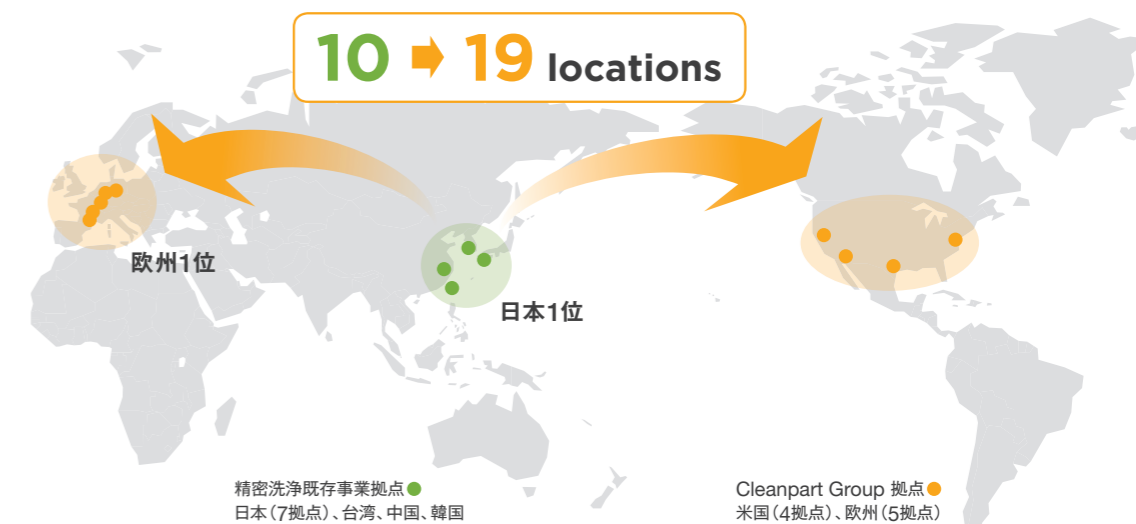 10 ➡ 19 locations
欧州1位
日本1位
精密洗浄既存事業拠点●
日本(7拠点)、台湾、中国、韓国
Cleanpart Group 拠点●
米国(4拠点)、欧州(5拠点)